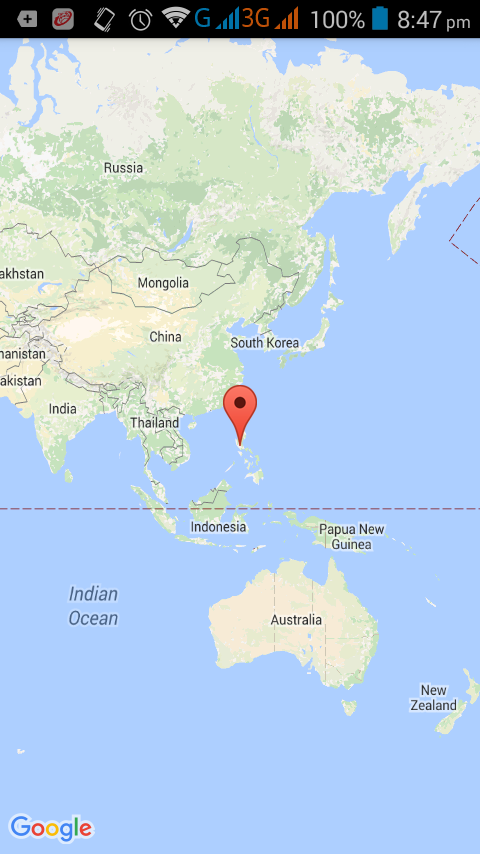 G 3G 100% 8:47 pm
Russia
akhstan
Mongolia
China
South Korea
hanistan
akistan
India
Thailand
Indonesia
Papua New
Guinea
Indian
Ocean
Australia
New
Zealand
Google